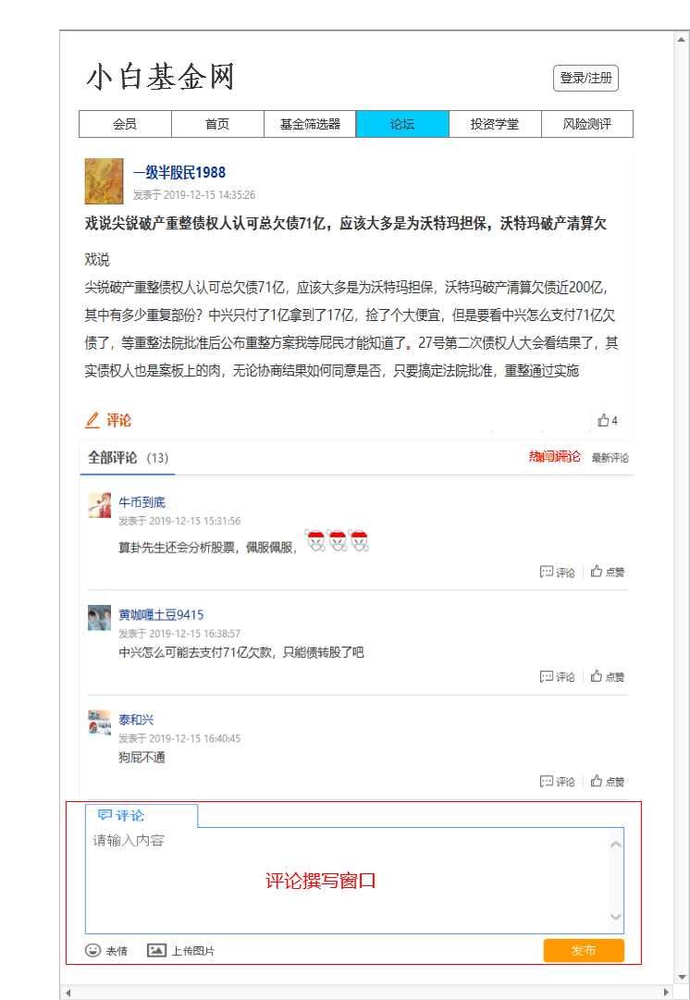 小白基金网
登录/注册
会员 首页 基金筛选器 论坛 投资学堂 风险测评
一级半股民1988
发表于 2019-12-15 14:35:26
戏说尖锐破产重整债权人认可总欠债71亿，应该大多是为沃特玛担保，沃特玛破产清算欠
戏说
尖锐破产重整债权人认可总欠债71亿，应该大多是为沃特玛担保，沃特玛破产清算欠债近200亿，
其中有多少重复部份？中兴只付了1亿拿到了17亿，捡了个大便宜，但是要看中兴怎么支付71亿欠
债了，等重整法院批准后公布重整方案我等屁民才能知道了。27号第二次债权人大会看结果了，其
实债权人也是案板上的肉，无论协商结果如何同意是否，只要搞定法院批准，重整通过实施
评论 4
全部评论 （13） 热闻评论 最新评论
牛币到底
发表于 2019-12-15 15:31:56
算卦先生还会分析股票，佩服佩服，
评论 点赞
黄咖喱土豆9415
发表于 2019-12-15 16:38:57
中兴怎么可能去支付71亿欠款，只能债转股了吧
评论 点赞
泰和兴
发表于 2019-12-15 16:40:45
狗屁不通
评论 点赞
评论
请输入内容
评论撰写窗口
表情 上传图片 发布